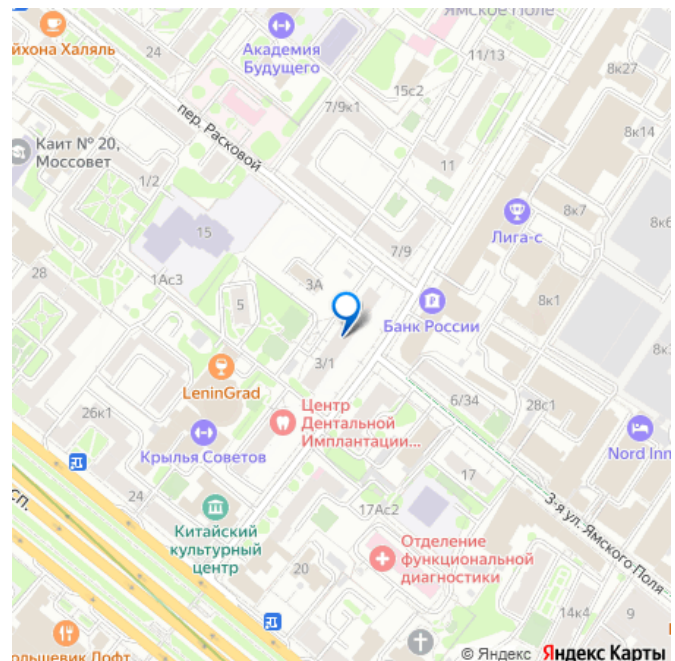 Ямское Поле
йхона Халяль
24
Академия
Будущего
11/13
8к27
15с2
7/9к1
пер. Расковой
8к14
Каит № 20,
Моссовет
11
1/2
8к7
Лига-с
8к6
15
7/9
28
1Ас3
3А
5
Банк России
8к1
3/1
LeninGrad
6/34
28с1
26к1
Центр
Дентальной
Имплантации...
Nord Inn
Крылья Советов
17
24
17Ас2
3-я ул. Ямского Поля
Китайский
культурный
центр
Отделение
функциональной
диагностики
20
14к4
9
ольшевик Лофт
© Яндекс Яндекс Карты